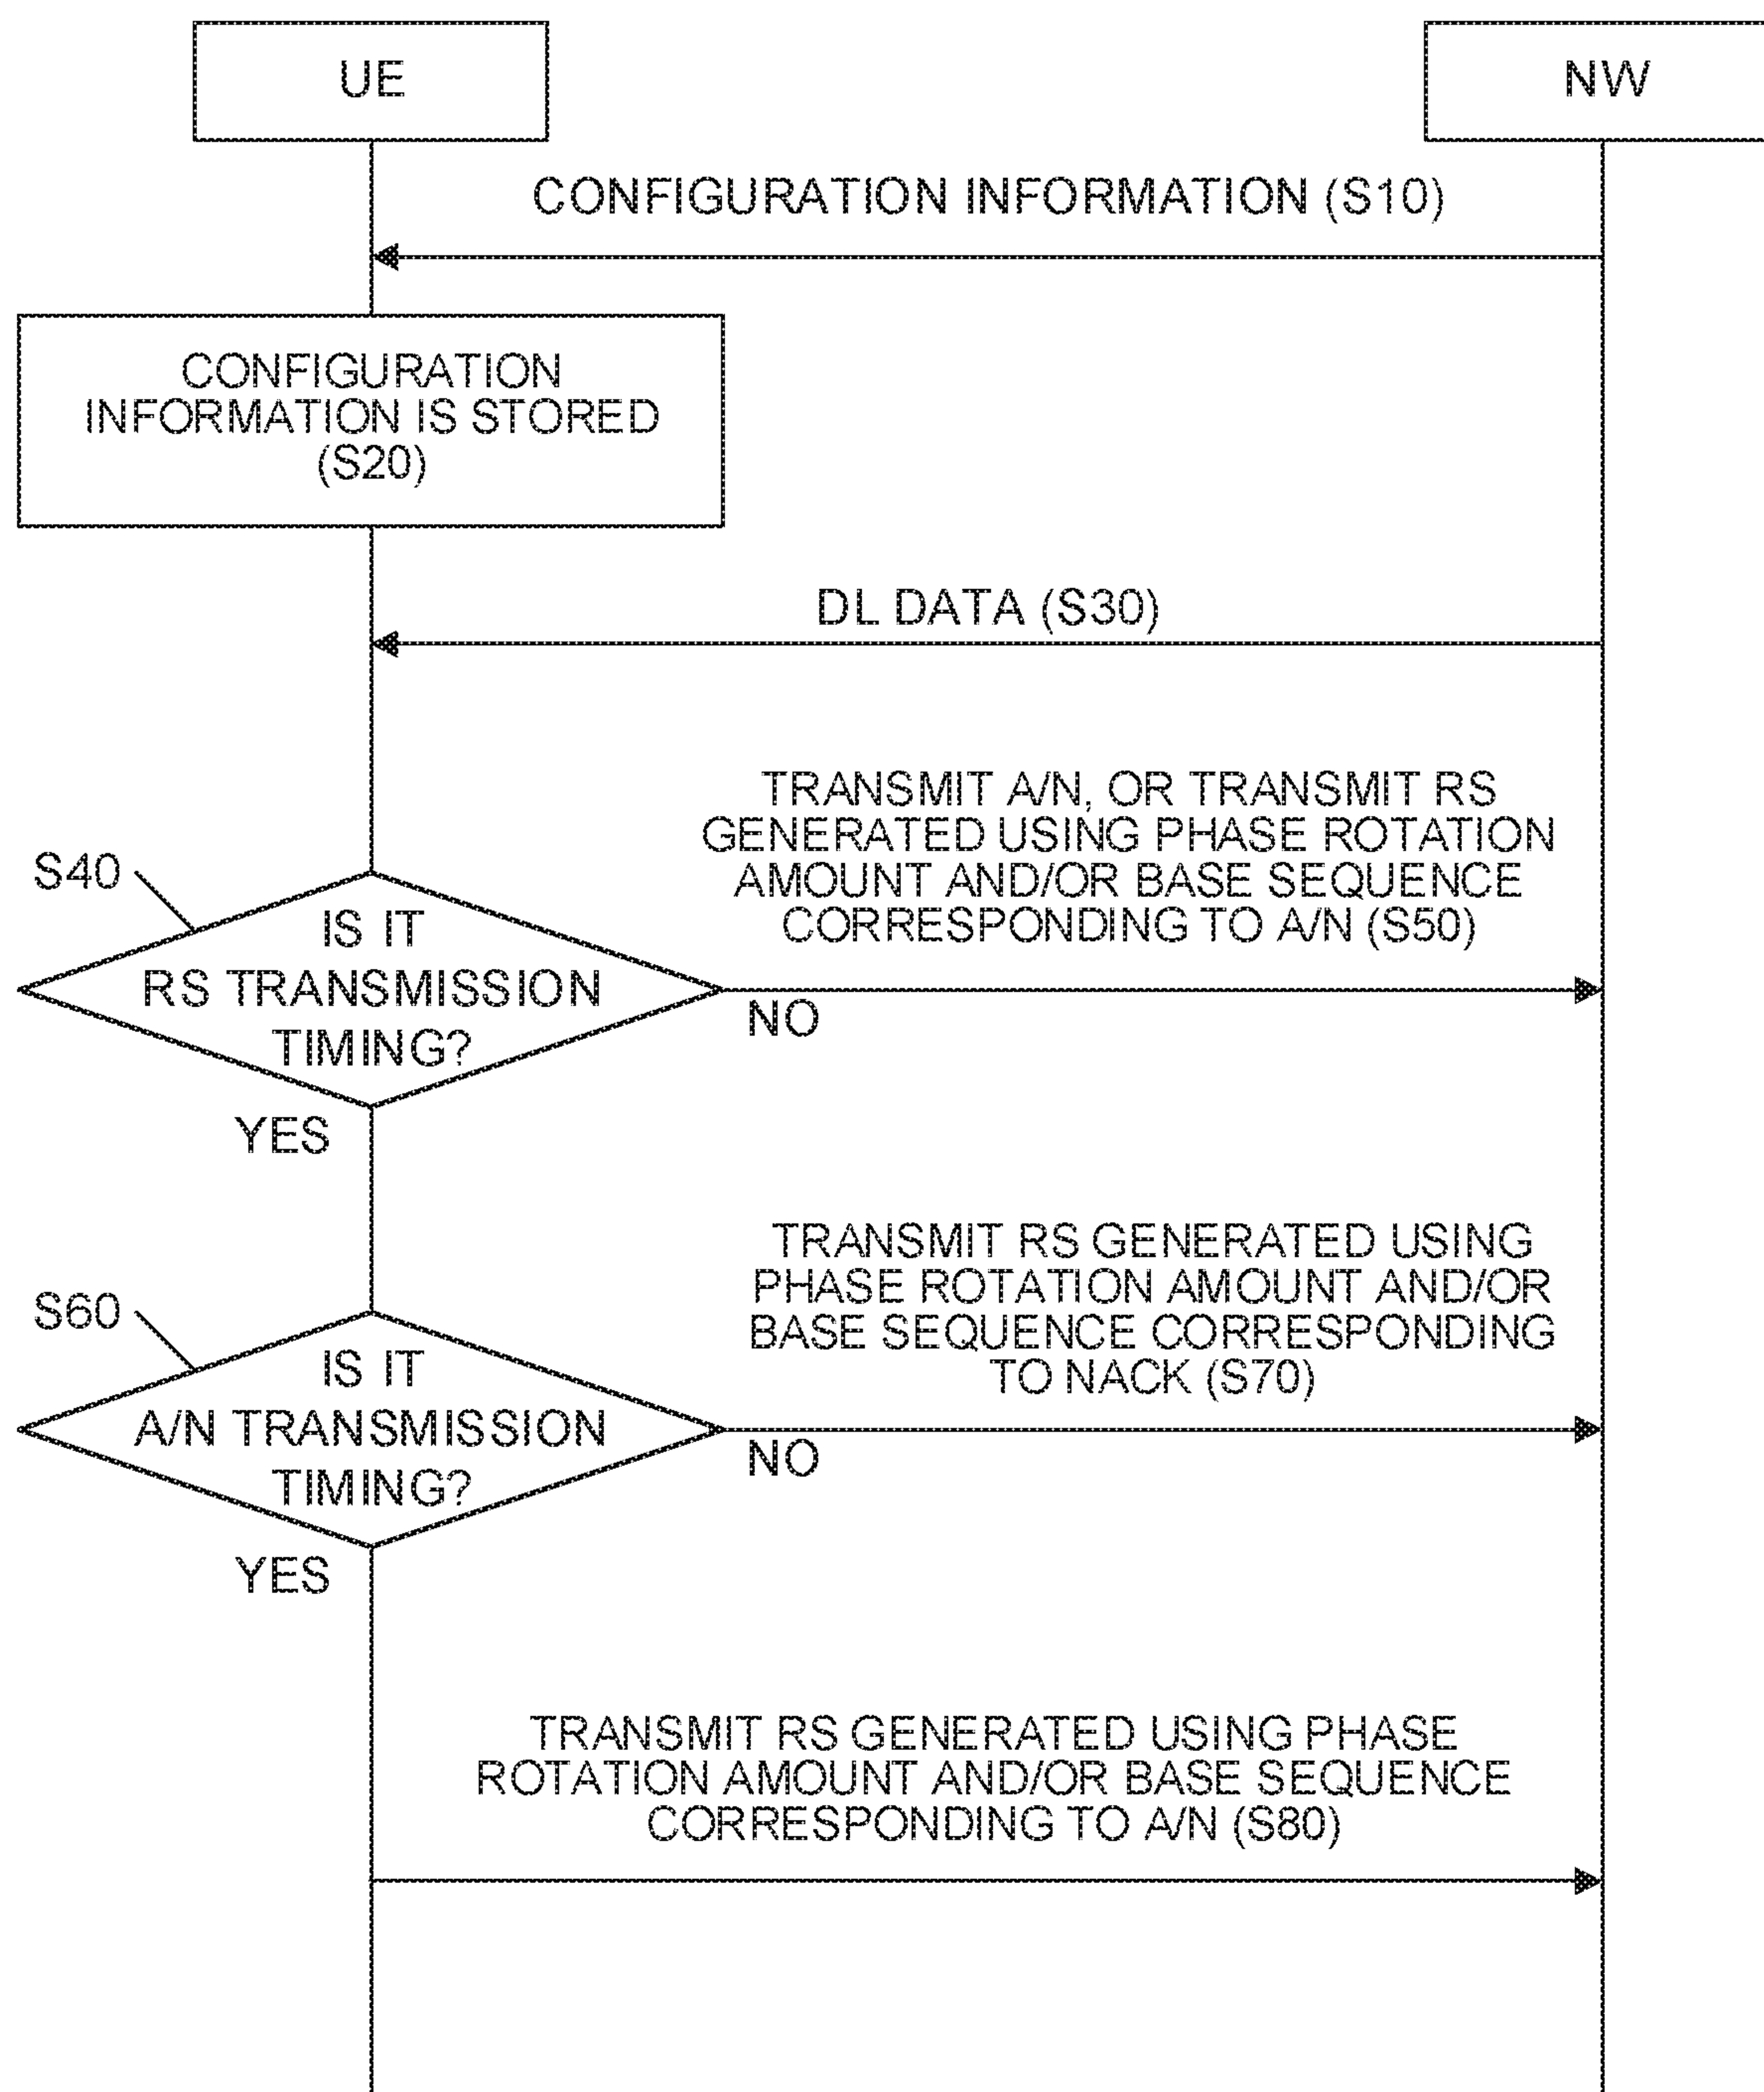 UE
NW
CONFIGURATION INFORMATION (S10)
CONFIGURATION
INFORMATION IS STORED
(S20)
DL DATA (S30)
TRANSMIT A/N, OR TRANSMIT RS
GENERATED USING PHASE ROTATION
AMOUNT AND/OR BASE SEQUENCE
CORRESPONDING TO A/N (S50)
S40
IS IT
RS TRANSMISSION
TIMING?
NO
YES
TRANSMIT RS GENERATED USING
PHASE ROTATION AMOUNT AND/OR
BASE SEQUENCE CORRESPONDING
TO NACK (S70)
S60
IS IT
A/N TRANSMISSION
TIMING?
NO
YES
TRANSMIT RS GENERATED USING PHASE
ROTATION AMOUNT AND/OR BASE SEQUENCE
CORRESPONDING TO A/N (S80)